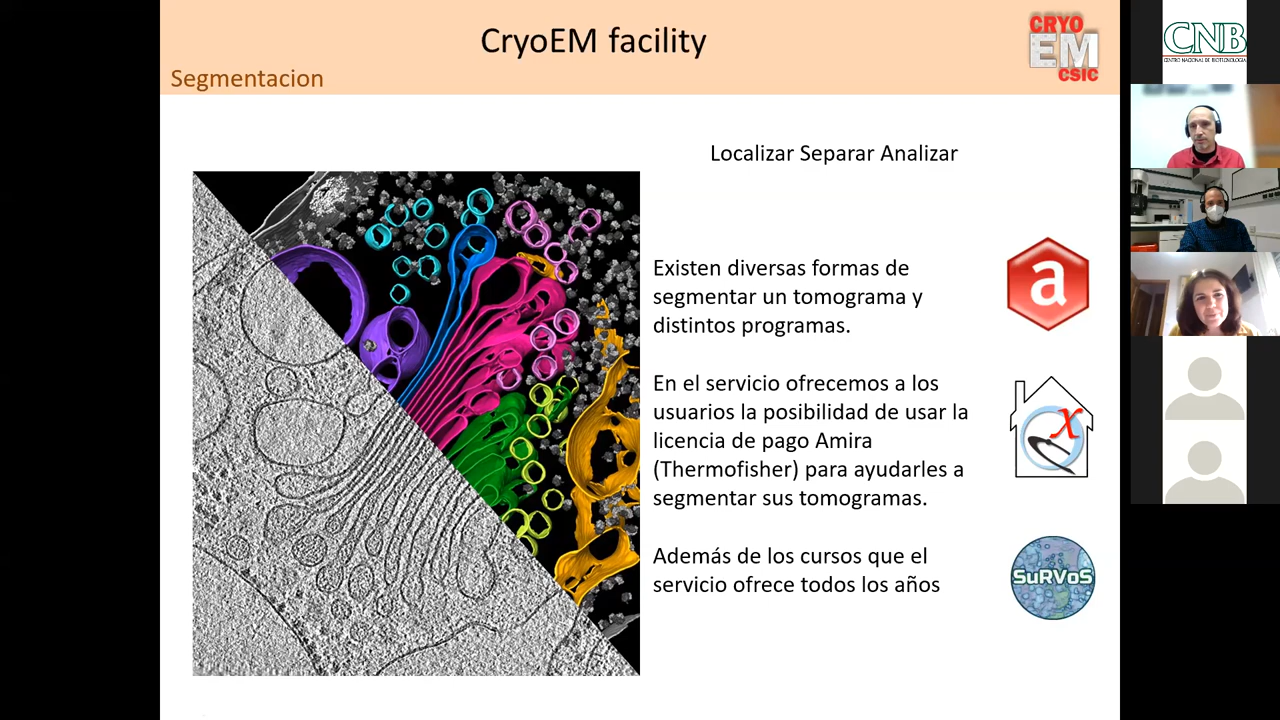 CryoEM facility
CRYO
EM
CSIC
Segmentacion
CNB
CENTRO NACIONAL DE BIOTECNOLOGIA
Localizar Separar Analizar
Existen diversas formas de
segmentar un tomograma y
distintos programas.
a
En el servicio ofrecemos a los
usuarios la posibilidad de usar la
licencia de pago Amira
(Thermofisher) para ayudarles a
segmentar sus tomogramas.
X
Además de los cursos que el
servicio ofrece todos los años
SuRVoS